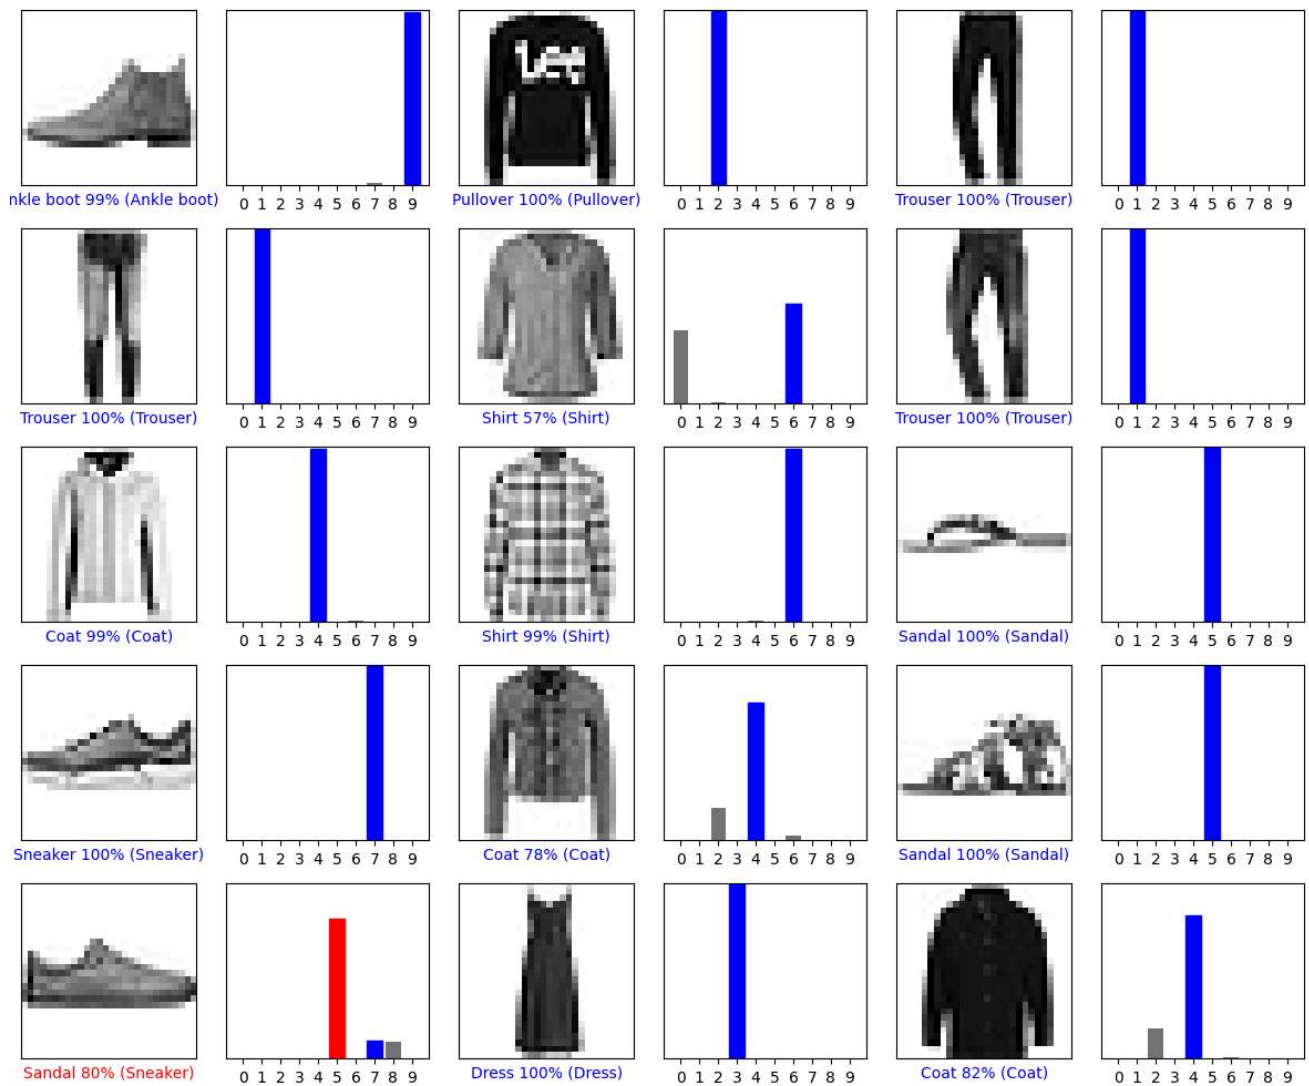 Lee
nkle boot 99% (Ankle boot)
0 1 2 3 4 5 6 7 8 9
Pullover 100% (Pullover)
0 1 2 3 4 5 6 7 8 9
Trouser 100% (Trouser)
0 1 2 3 4 5 6 7 8 9
Trouser 100% (Trouser)
0 1 2 3 4 5 6 7 8 9
Shirt 57% (Shirt)
0 1 2 3 4 5 6 7 8 9
Trouser 100% (Trouser)
0 1 2 3 4 5 6 7 8 9
Coat 99% (Coat)
0 1 2 3 4 5 6 7 8 9
Shirt 99% (Shirt)
0 1 2 3 4 5 6 7 8 9
Sandal 100% (Sandal)
0 1 2 3 4 5 6 7 8 9
Sneaker 100% (Sneaker)
0 1 2 3 4 5 6 7 8 9
Coat 78% (Coat)
0 1 2 3 4 5 6 7 8 9
Sandal 100% (Sandal)
0 1 2 3 4 5 6 7 8 9
Sandal 80% (Sneaker)
0 1 2 3 4 5 6 7 8 9
Dress 100% (Dress)
0 1 2 3 4 5 6 7 8 9
Coat 82% (Coat)
0 1 2 3 4 5 6 7 8 9